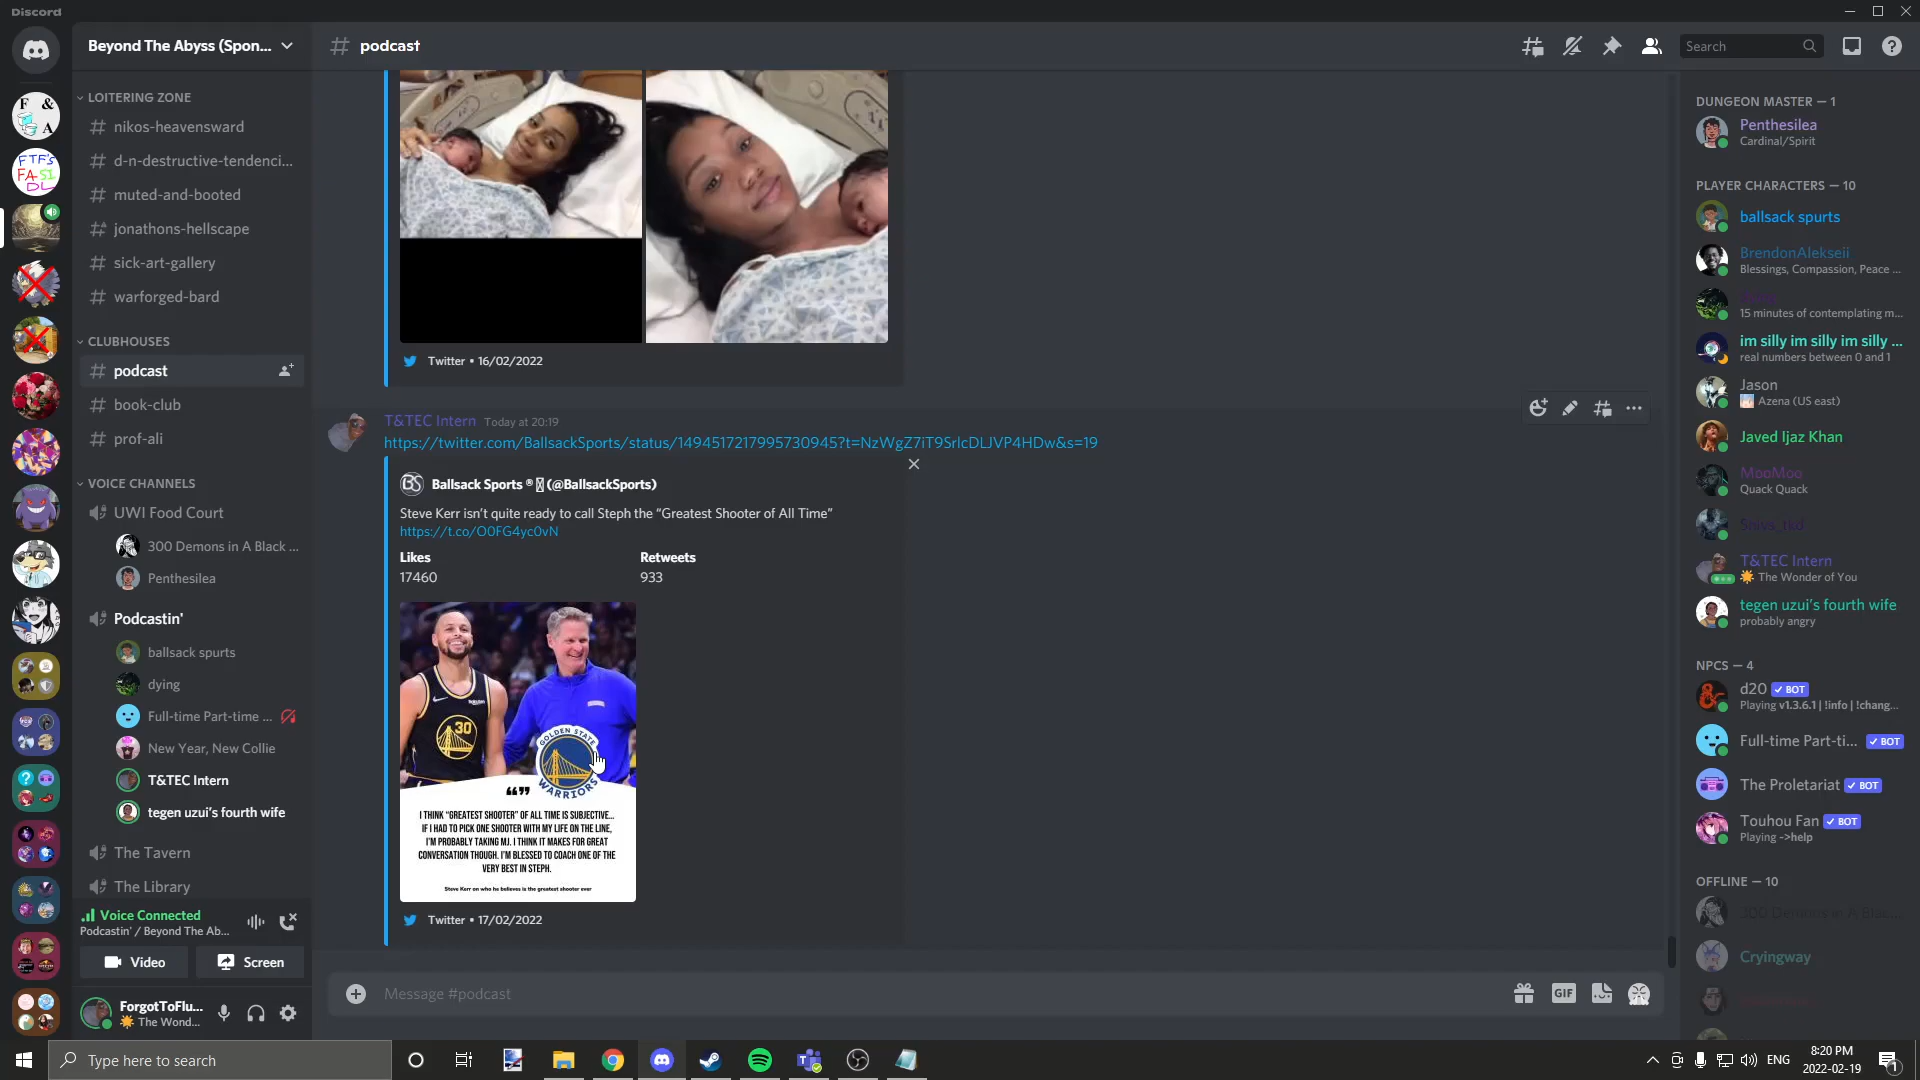 Discord
Beyond The Abyss (Spon...
podcast
Search
LOITERING ZONE
nikos-heavensward
d-n-destructive-tendenci...
muted-and-booted
jonathons-hellscape
sick-art-gallery
warforged-bard
CLUBHOUSES
podcast
book-club
prof-ali
VOICE CHANNELS
UWI Food Court
300 Demons in A Black ...
Penthesilea
Podcastin'
ballsack spurts
dying
Full-time Part-time ...
New Year, New Collie
T&TEC Intern
tegen uzui's fourth wife
The Tavern
The Library
Voice Connected
Podcastin' / Beyond The Ab...
Video
Screen
ForgotToFlu...
The Wond...
F & A
FTF'S
FA SI
DL
Twitter • 16/02/2022
T&TEC Intern Today at 20:19
https://twitter.com/BallsackSports/status/1494517217995730945?t=NzWgZ7iT9SrlcDLJVP4HDw&s=19
BS
Ballsack Sports ® (@BallsackSports)
Steve Kerr isn't quite ready to call Steph the "Greatest Shooter of All Time"
https://t.co/O0FG4yc0vN
Likes
Retweets
17460
933
30
GOLDEN STATE
WARRIORS
I THINK "GREATEST SHOOTER" OF ALL TIME IS SUBJECTIVE...
IF I HAD TO PICK ONE SHOOTER WITH MY LIFE ON THE LINE,
I'M PROBABLY TAKING MJ. I THINK IT MAKES FOR GREAT
CONVERSATION THOUGH. I'M BLESSED TO COACH ONE OF THE
VERY BEST IN STEPH.
Steve Kerr on who he believes is the greatest shooter ever
Twitter • 17/02/2022
Message #podcast
GIF
DUNGEON MASTER — 1
Penthesilea
Cardinal/Spirit
PLAYER CHARACTERS — 10
ballsack spurts
BrendonAlekseii
Blessings, Compassion, Peace ...
15 minutes of contemplating m...
im silly im silly im silly ...
real numbers between 0 and 1
Jason
Azena (US east)
Javed Ijaz Khan
MooMoo
Quack Quack
Shiva_tkd
T&TEC Intern
The Wonder of You
tegen uzui's fourth wife
probably angry
NPCS — 4
d20 BOT
Playing v1.3.6.1 | !info | !chang...
Full-time Part-ti... BOT
The Proletariat BOT
Touhou Fan BOT
Playing ->help
OFFLINE — 10
300 Demons in A Blac...
Cryingway
Type here to search
ENG
8:20 PM
2022-02-19
1